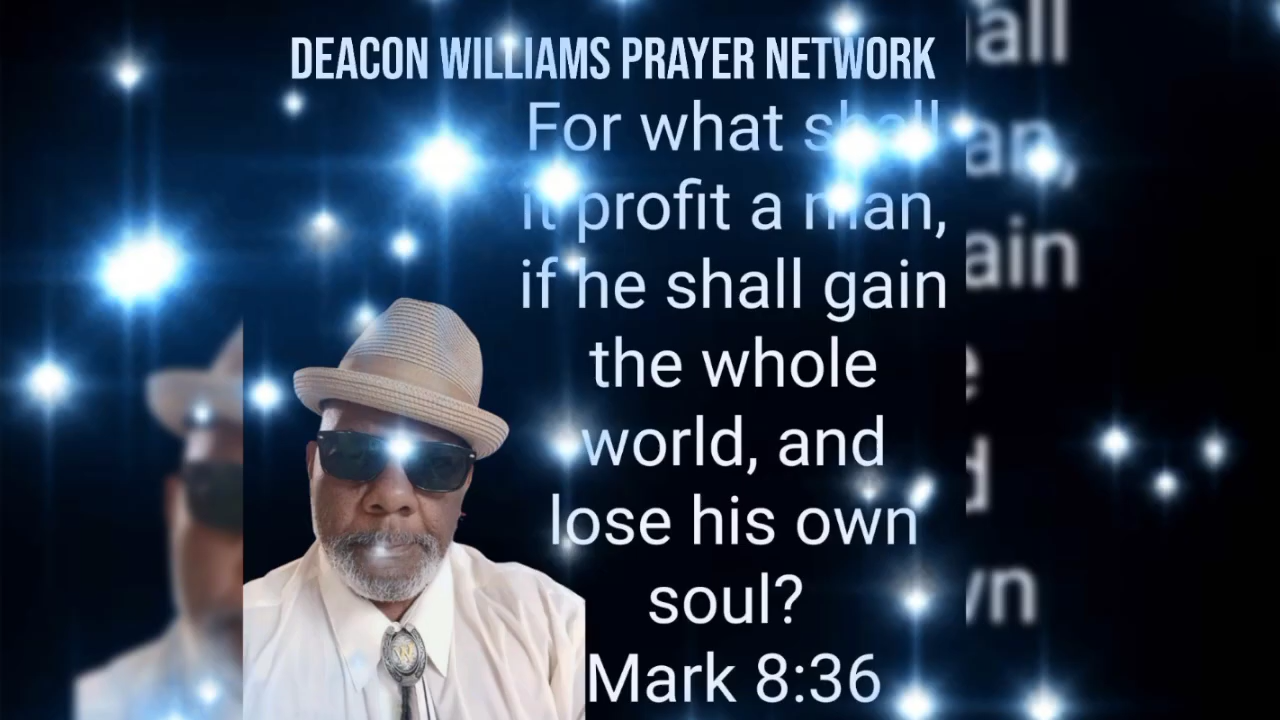 DEACON WILLIAMS PRAYER NETWORK
For what shall
it profit a man,
if he shall gain
the whole
world, and
lose his own
soul?
Mark 8:36